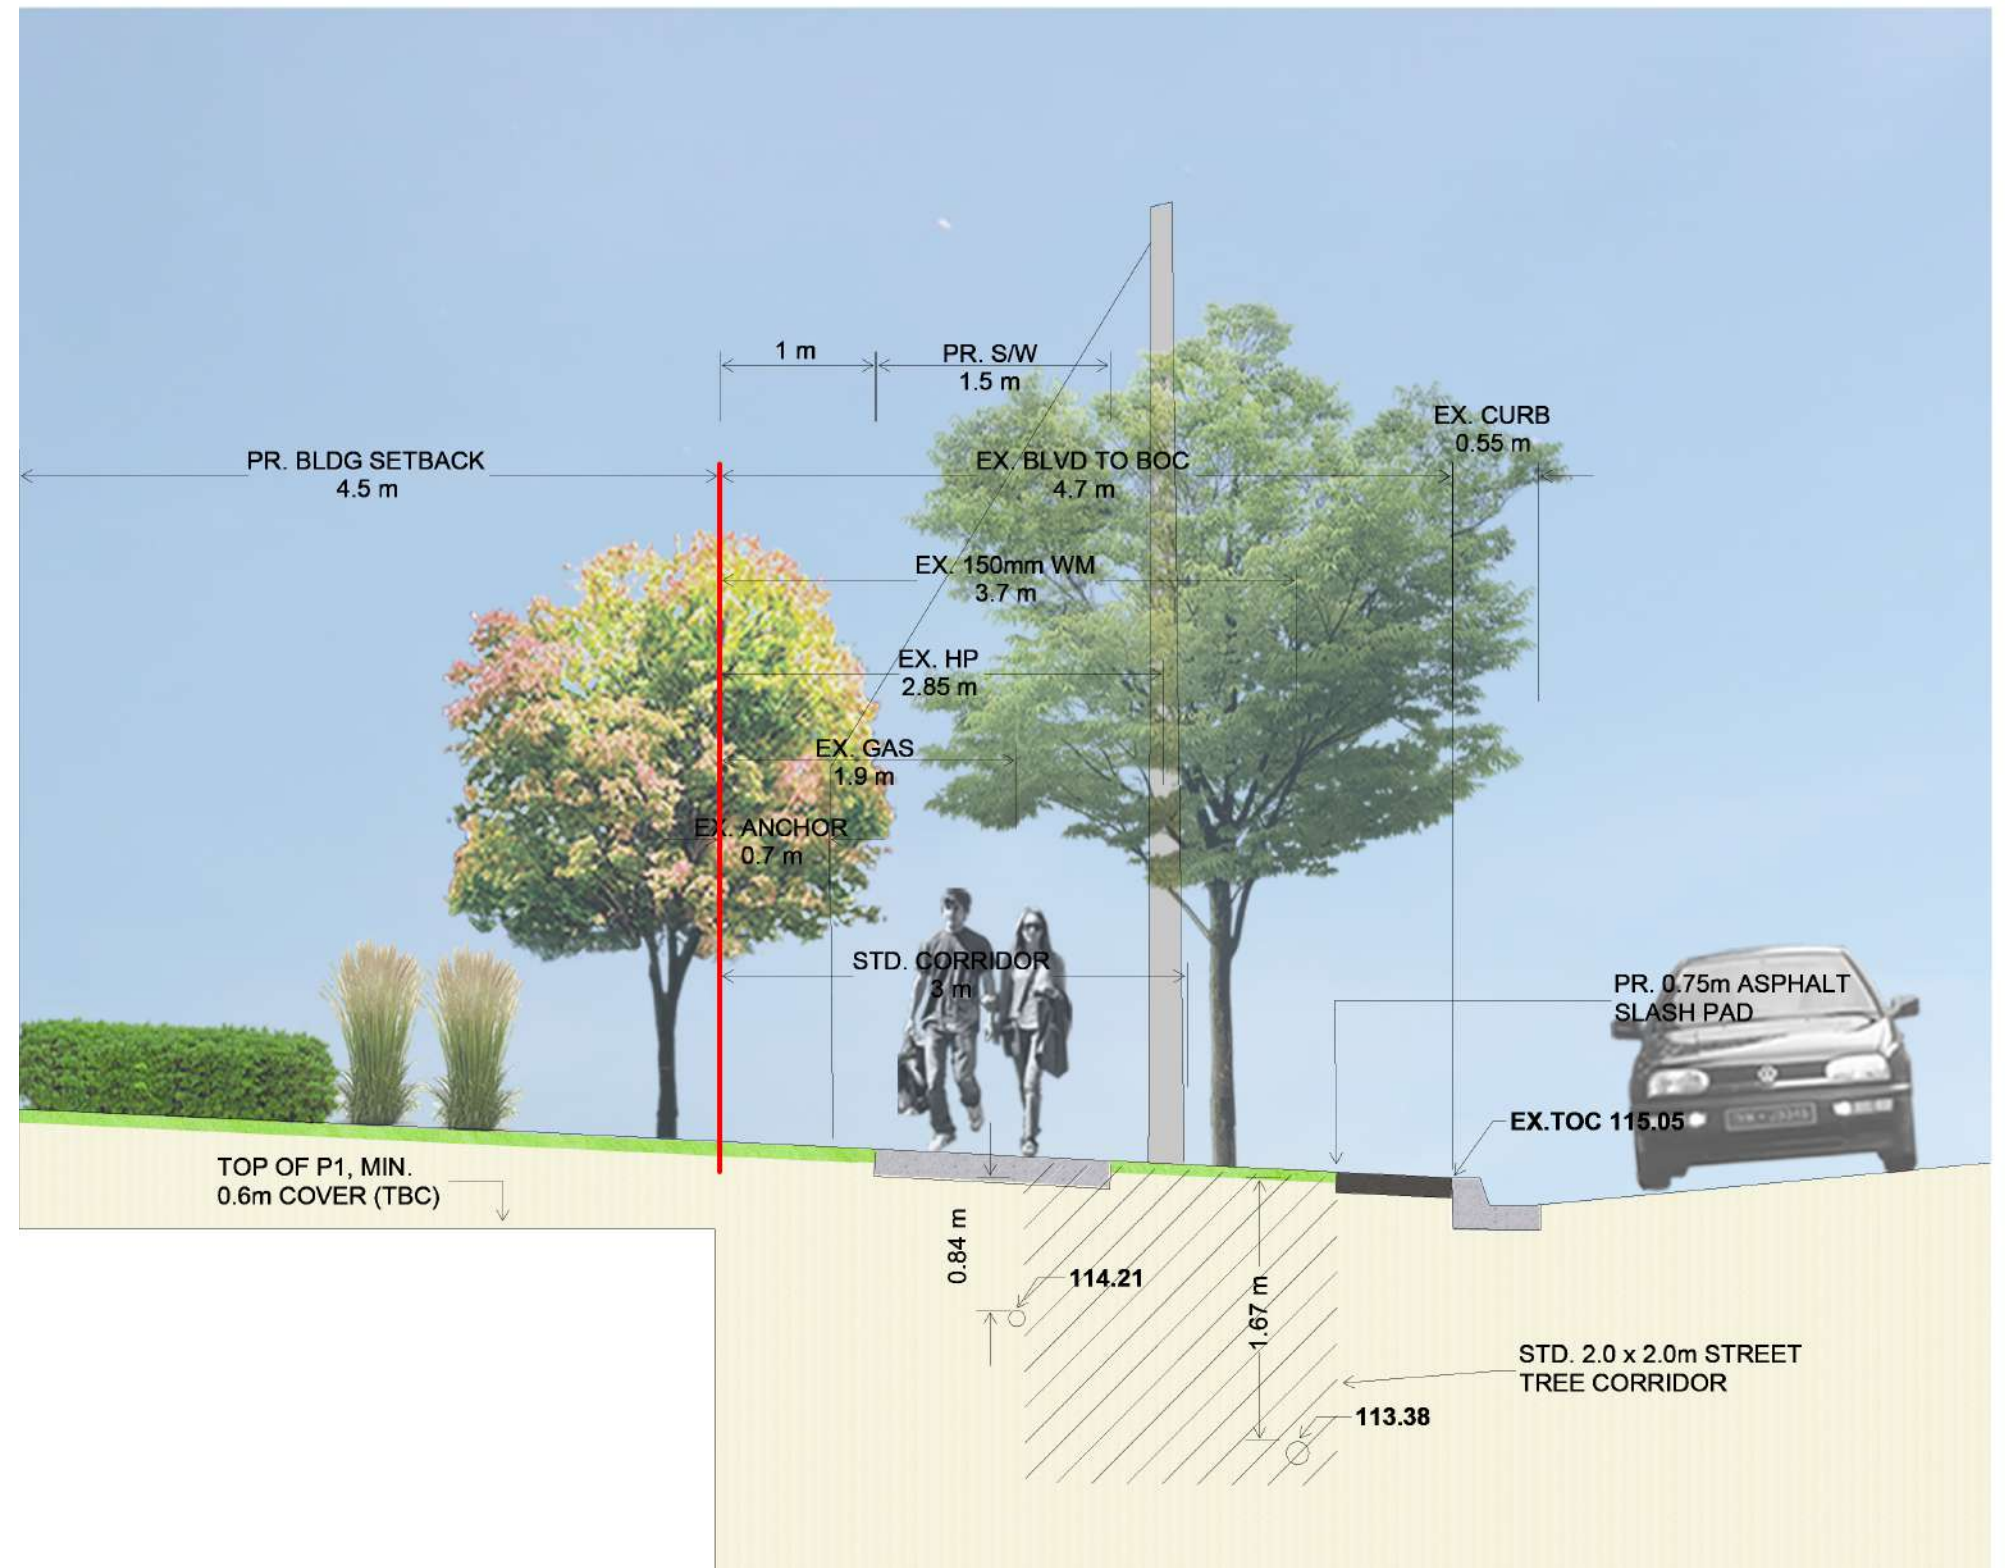 1 m
PR. S/W
1.5 m
EX. CURB
0.55 m
PR. BLDG SETBACK
4.5 m
EX. BLVD TO BOC
4.7 m
EX. 150mm WM
3.7 m
EX. HP
2.85 m
EX. GAS
1.9 m
EX. ANCHOR
0.7 m
STD. CORRIDOR
3 m
PR. 0.75m ASPHALT
SLASH PAD
EX.TOC 115.05
TOP OF P1, MIN.
0.6m COVER (TBC)
0.84 m
114.21
1.67 m
STD. 2.0 x 2.0m STREET
TREE CORRIDOR
113.38